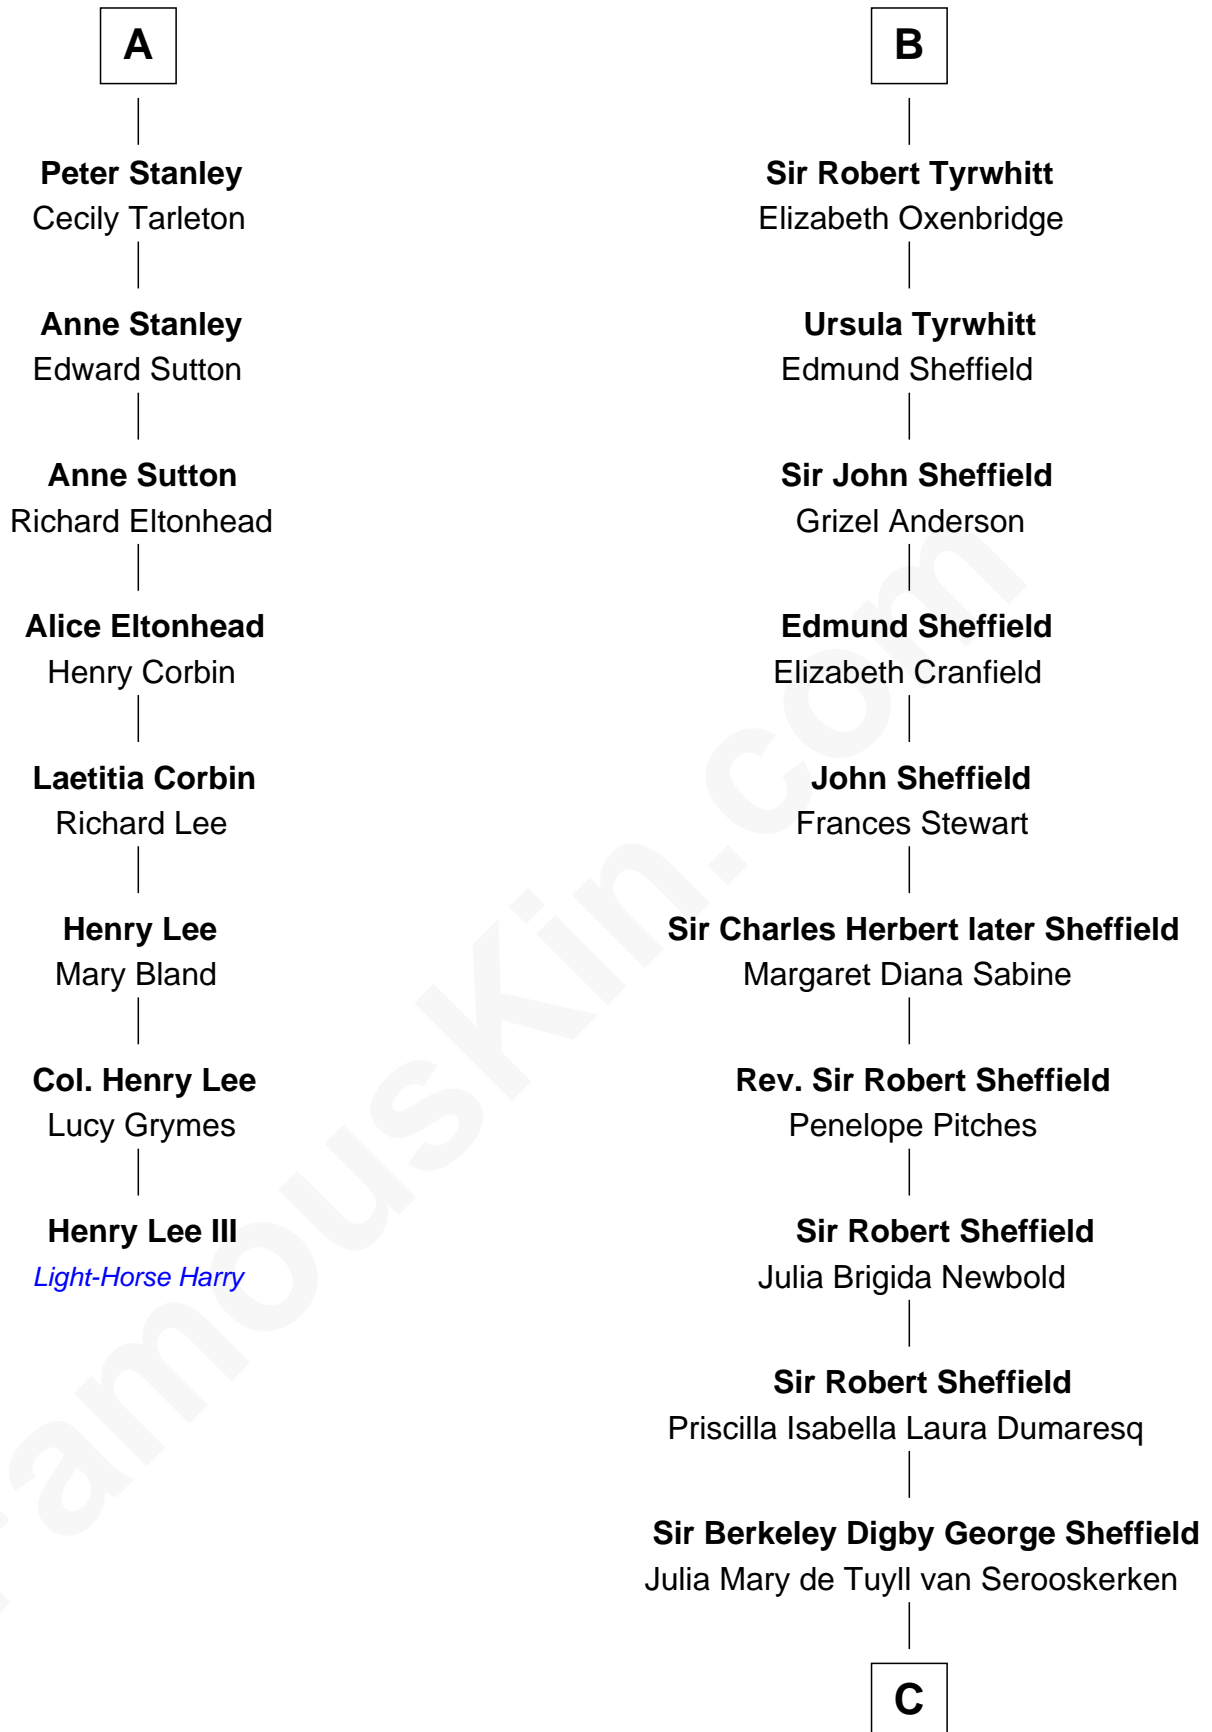 A
Peter Stanley
Cecily Tarleton
Anne Stanley
Edward Sutton
Anne Sutton
Richard Eltonhead
Alice Eltonhead
Henry Corbin
Laetitia Corbin
Richard Lee
Henry Lee
Mary Bland
Col. Henry Lee
Lucy Grymes
Henry Lee III
Light-Horse Harry
B
Sir Robert Tyrwhitt
Elizabeth Oxenbridge
Ursula Tyrwhitt
Edmund Sheffield
Sir John Sheffield
Grizel Anderson
Edmund Sheffield
Elizabeth Cranfield
John Sheffield
Frances Stewart
Sir Charles Herbert later Sheffield
Margaret Diana Sabine
Rev. Sir Robert Sheffield
Penelope Pitches
Sir Robert Sheffield
Julia Brigida Newbold
Sir Robert Sheffield
Priscilla Isabella Laura Dumaresq
Sir Berkeley Digby George Sheffield
Julia Mary de Tuyll van Serooskerken
C
FamousKin.com